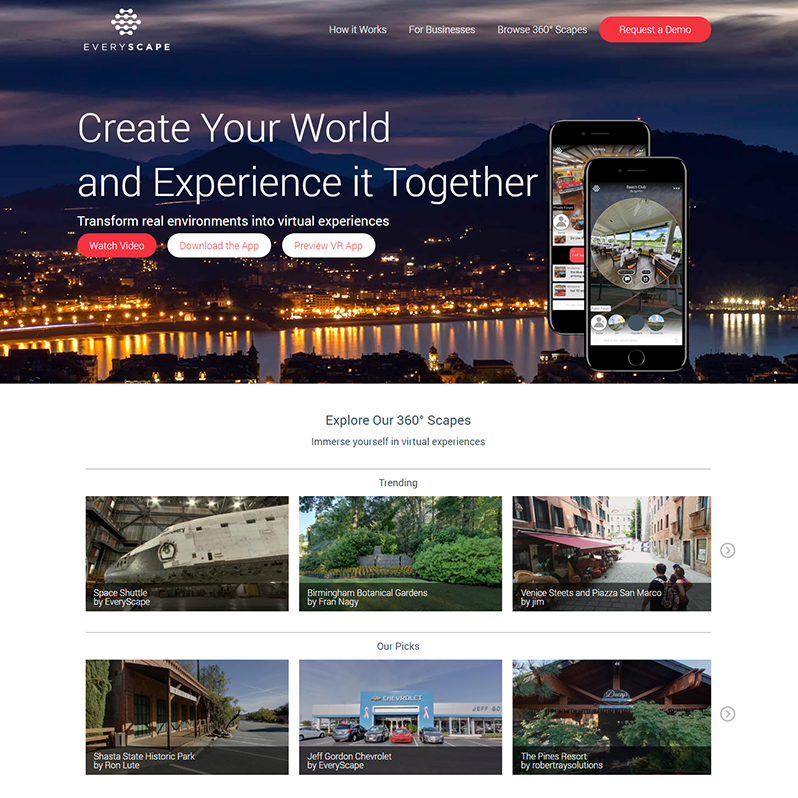 EVERYSCAPE
How it Works
For Businesses
Browse 360° Scapes
Request a Demo
Create Your World
and Experience it Together
Transform real environments into virtual experiences
Watch Video
Download the App
Preview VR App
Beach Club
Explore Our 360° Scapes
Immerse yourself in virtual experiences
Trending
Space Shuttle
by EveryScape
Birmingham Botanical Gardens
by Fran Nagy
Venice Steets and Piazza San Marco
by jim
Our Picks
CHEVROLET
JEFF GO
Shasta State Historic Park
by Ron Lute
Jeff Gordon Chevrolet
by EveryScape
The Pines Resort
by robertraysolutions